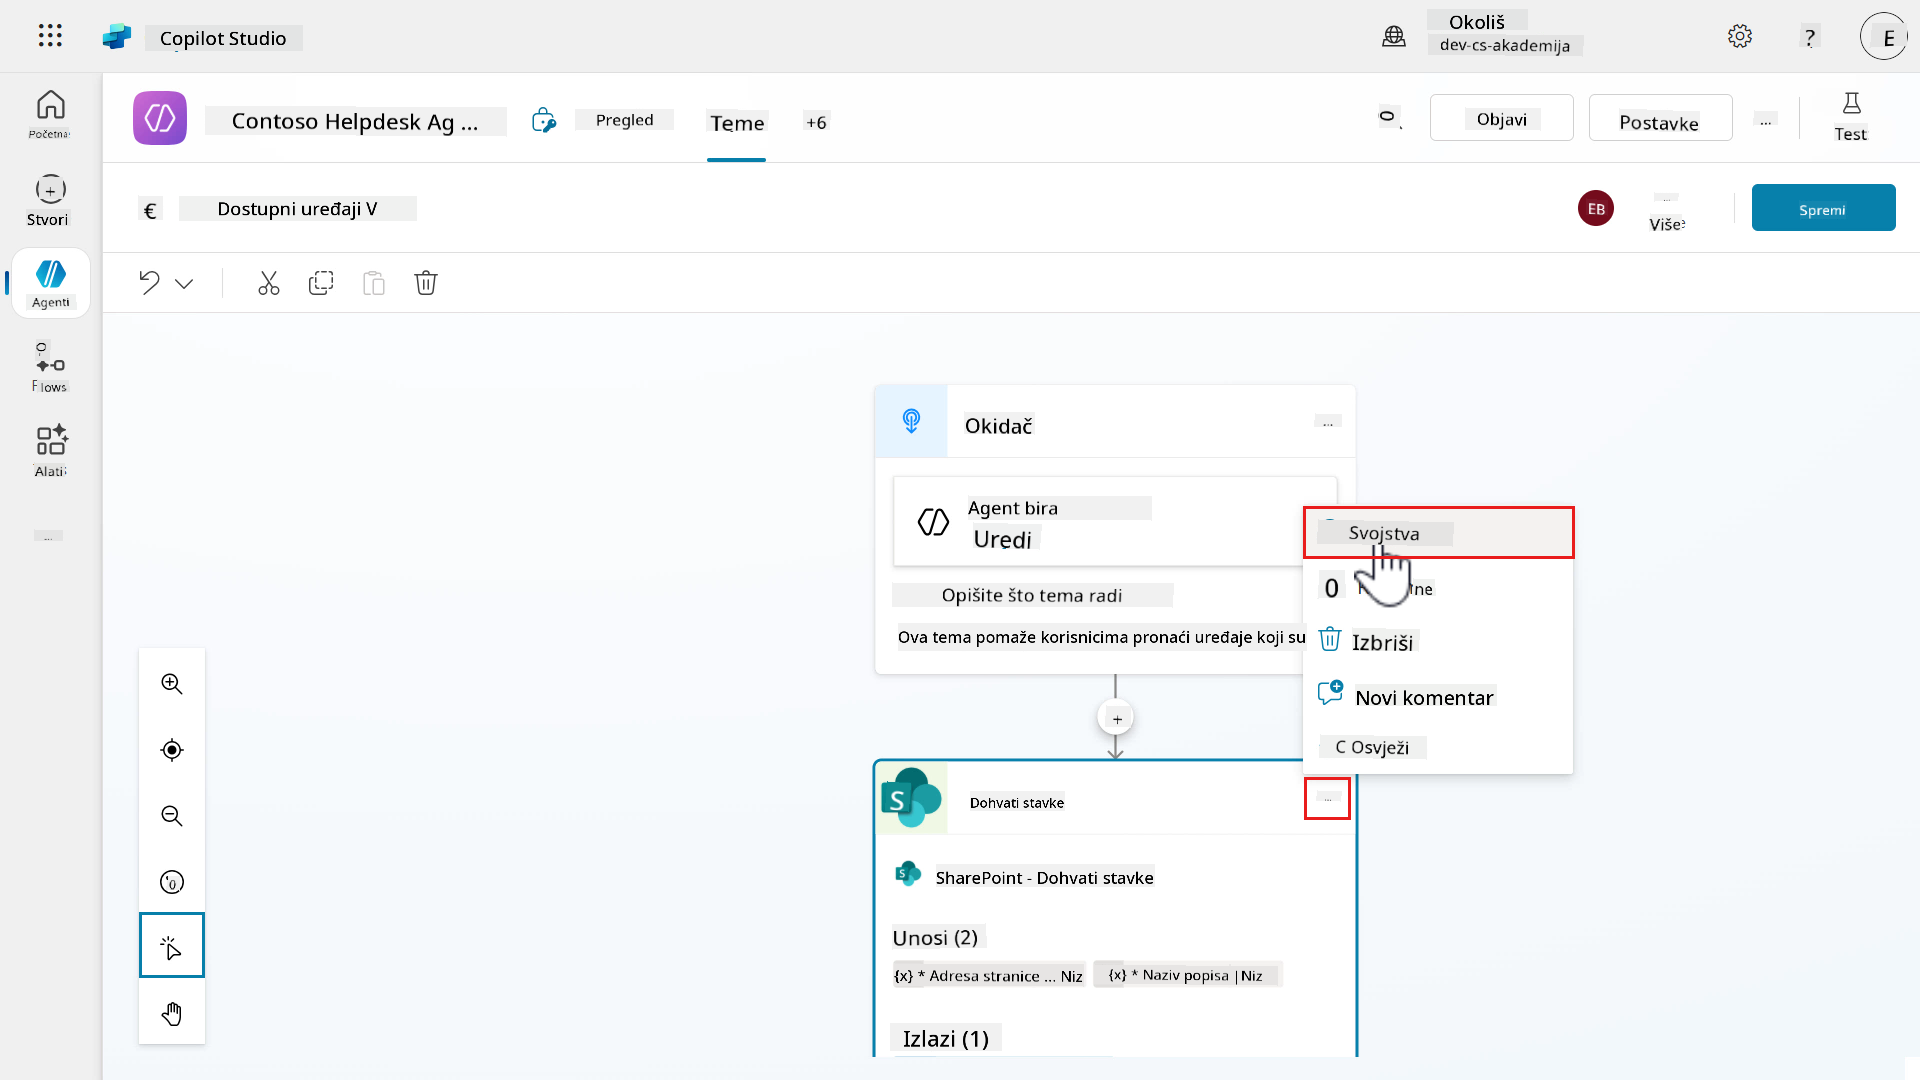 Copilot Studio
Okoliš
dev-cs-akademija
?
E
Početna
Contoso Helpdesk Ag ...
Pregled
Teme
+6
Objavi
Postavke
...
Test
Stvori
€
Dostupni uređaji V
EB
...
Više
Spremi
Agenti
Flows
Alati
...
Okidač
...
Agent bira
Uredi
Opišite što tema radi
Ova tema pomaže korisnicima pronaći uređaje koji su
Svojstva
Izbriši
Novi komentar
C Osvježi
Dohvati stavke
...
SharePoint - Dohvati stavke
Unosi (2)
{x} * Adresa stranice ... Niz
{x} * Naziv popisa |Niz
Izlazi (1)